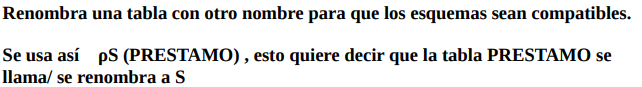 Renombra una tabla con otro nombre para que los esquemas sean compatibles.
Se usa así ρS (PRESTAMO) , esto quiere decir que la tabla PRESTAMO se
llama/ se renombra a S